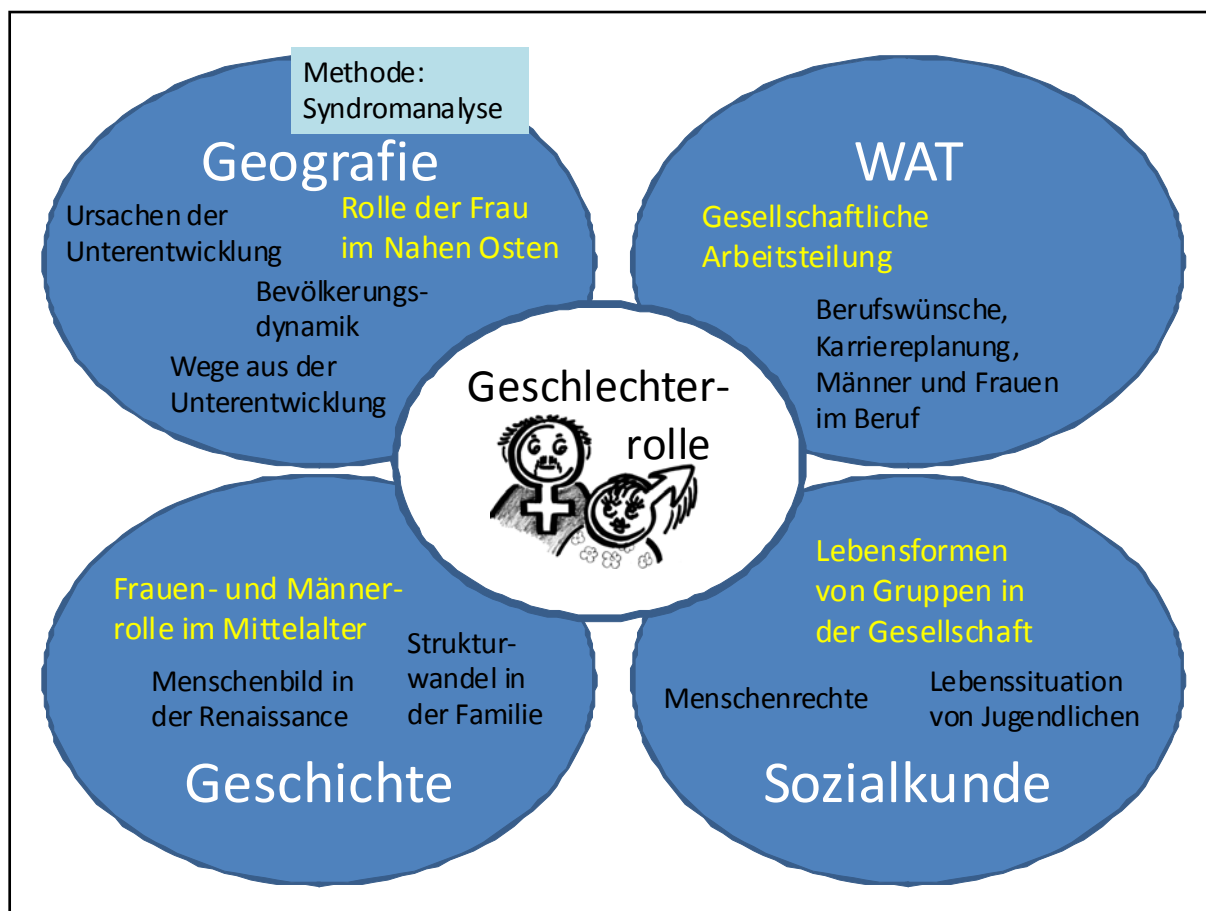 Methode:
Syndromanalyse
Geografie
Ursachen der
Unterentwicklung
Rolle der Frau
im Nahen Osten
Bevölkerungs-
dynamik
Wege aus der
Unterentwicklung
WAT
Gesellschaftliche
Arbeitsteilung
Berufswünsche,
Karriereplanung,
Männer und Frauen
im Beruf
Geschlechter-
rolle
Frauen- und Männer-
rolle im Mittelalter
Struktur-
wandel in
der Familie
Menschenbild in
der Renaissance
Geschichte
Lebensformen
von Gruppen in
der Gesellschaft
Menschenrechte
Lebenssituation
von Jugendlichen
Sozialkunde